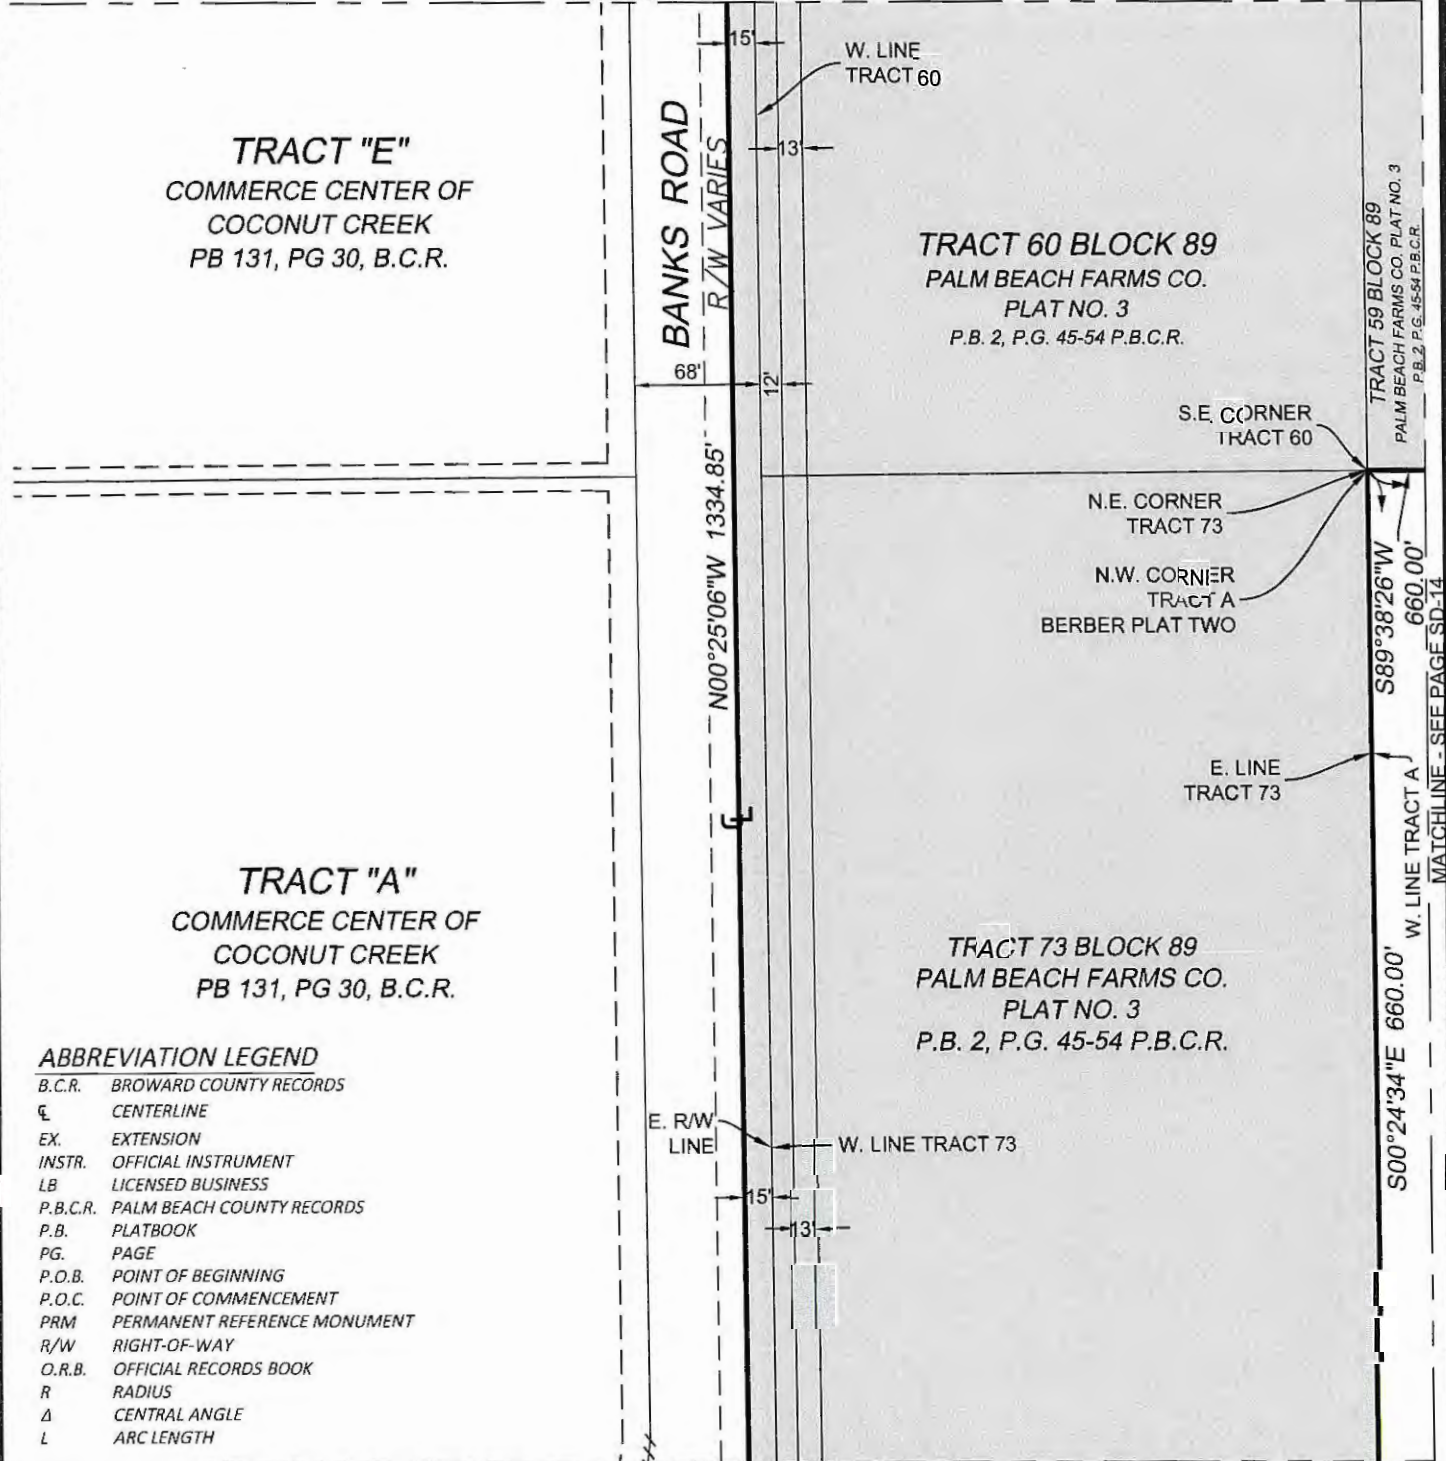 TRACT "E"
COMMERCE CENTER OF
COCONUT CREEK
PB 131, PG 30, B.C.R.
BANKS ROAD
R/W VARIES
15'
W. LINE
TRACT 60
13'
TRACT 60 BLOCK 89
PALM BEACH FARMS CO.
PLAT NO. 3
P.B. 2, P.G. 45-54 P.B.C.R.
TRACT 59 BLOCK 89
PALM BEACH FARMS CO. PLAT NO. 3
P.B.2, P.G. 45-54 P.B.C.R.
68'
12'
S.E. CORNER
TRACT 60
N00°25'06"W 1334.85'
N.E. CORNER
TRACT 73
N.W. CORNER
TRACT A
BERBER PLAT TWO
S89°38'26"W
660.00'
MATCHLINE - SEE PAGE SD-14
E. LINE
TRACT 73
W. LINE TRACT A
TRACT "A"
COMMERCE CENTER OF
COCONUT CREEK
PB 131, PG 30, B.C.R.
TRACT 73 BLOCK 89
PALM BEACH FARMS CO.
PLAT NO. 3
P.B. 2, P.G. 45-54 P.B.C.R.
S00°24'34"E 660.00'
E. R/W
LINE
W. LINE TRACT 73
15'
13'
ABBREVIATION LEGEND
B.C.R. BROWARD COUNTY RECORDS
℄ CENTERLINE
EX. EXTENSION
INSTR. OFFICIAL INSTRUMENT
LB LICENSED BUSINESS
P.B.C.R. PALM BEACH COUNTY RECORDS
P.B. PLATBOOK
PG. PAGE
P.O.B. POINT OF BEGINNING
P.O.C. POINT OF COMMENCEMENT
PRM PERMANENT REFERENCE MONUMENT
R/W RIGHT-OF-WAY
O.R.B. OFFICIAL RECORDS BOOK
R RADIUS
Δ CENTRAL ANGLE
L ARC LENGTH